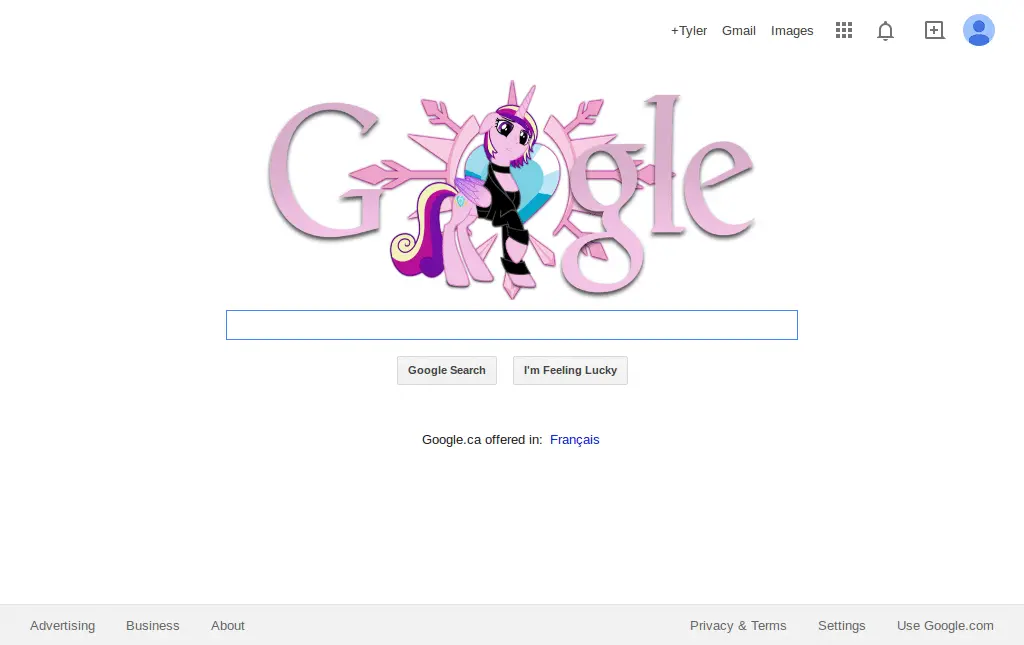 +Tyler Gmail Images
Google
Google Search I'm Feeling Lucky
Google.ca offered in: Français
Advertising Business About Privacy & Terms Settings Use Google.com